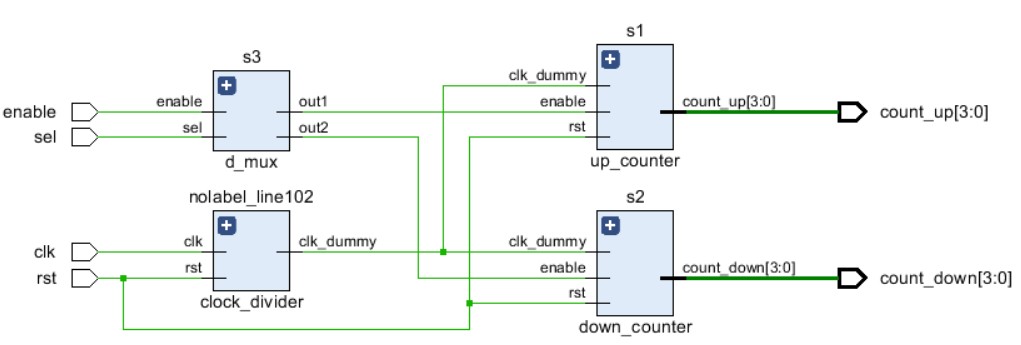 s1
s3
clk_dummy
enable
enable
out1
enable
count_up[3:0]
count_up[3:0]
sel
sel
out2
rst
d_mux
up_counter
nolabel_line102
s2
clk
clk
clk_dummy
clk_dummy
rst
rst
enable
count_down[3:0]
count_down[3:0]
rst
clock_divider
down_counter